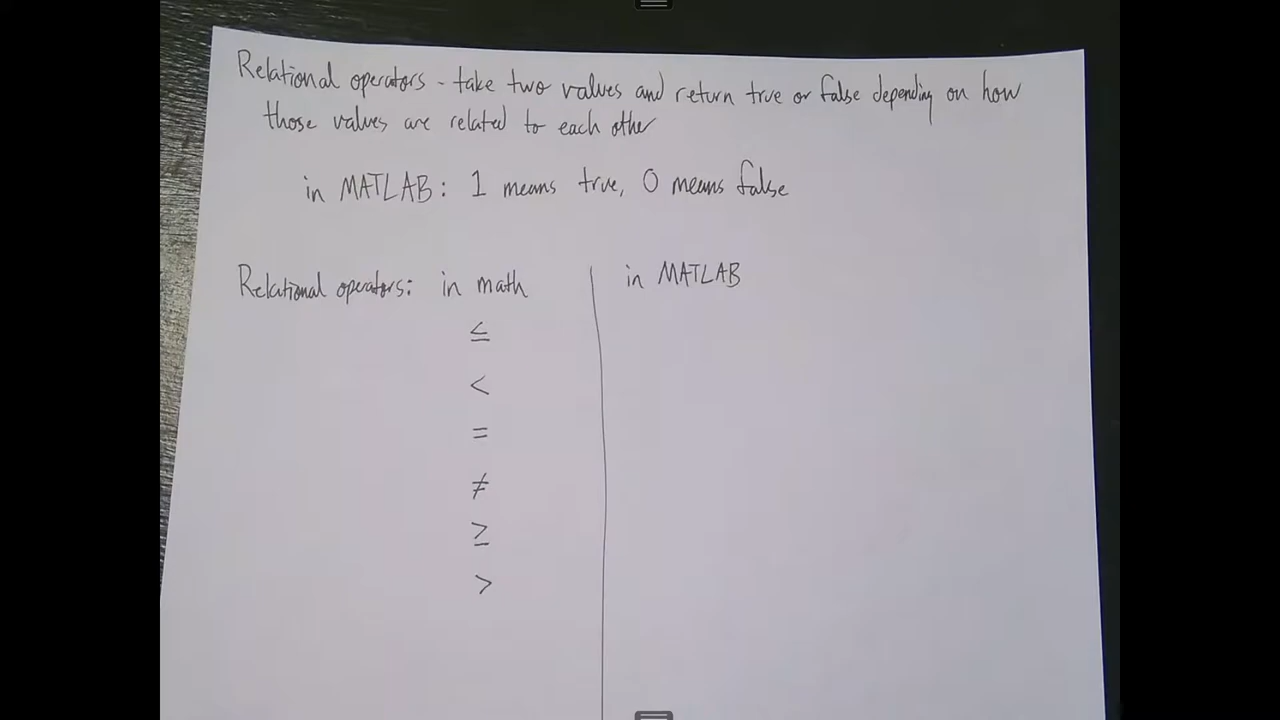 Relational operators - take two values and return true or false depending on how
those values are related to each other
in MATLAB: 1 means true, 0 means false
Relational operators: in math in MATLAB
≤
<
=
≠
≥
>